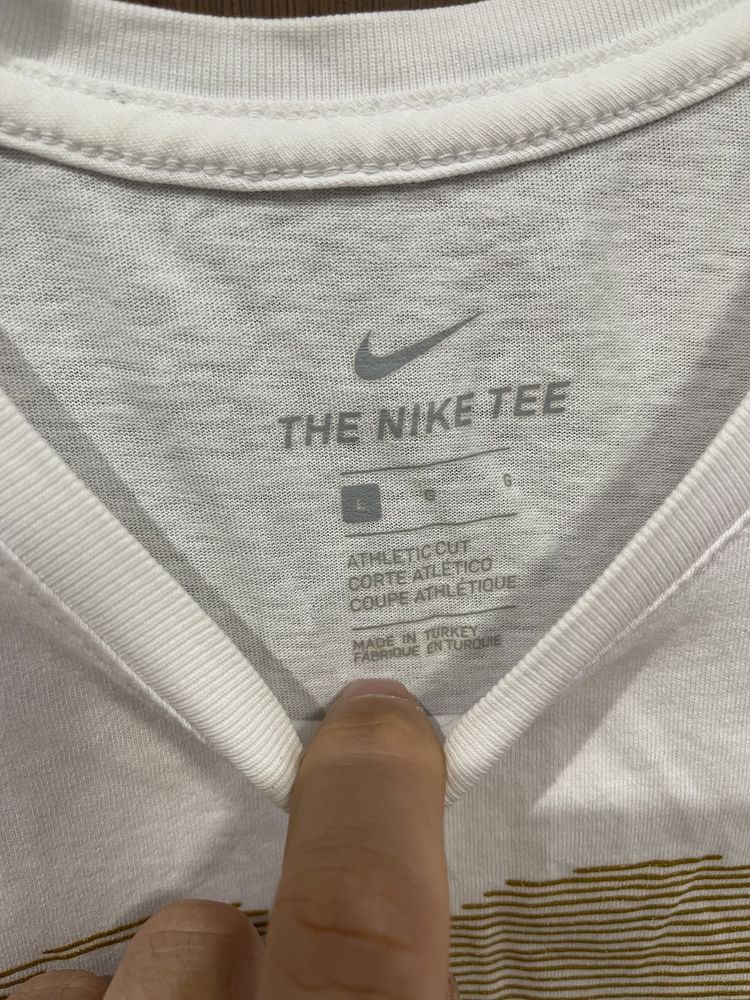 THE NIKE TEE
L G G
ATHLETIC CUT
CORTE ATLÉTICO
COUPE ATHLÉTIQUE
MADE IN TURKEY
FABRIQUÉ EN TURQUIE